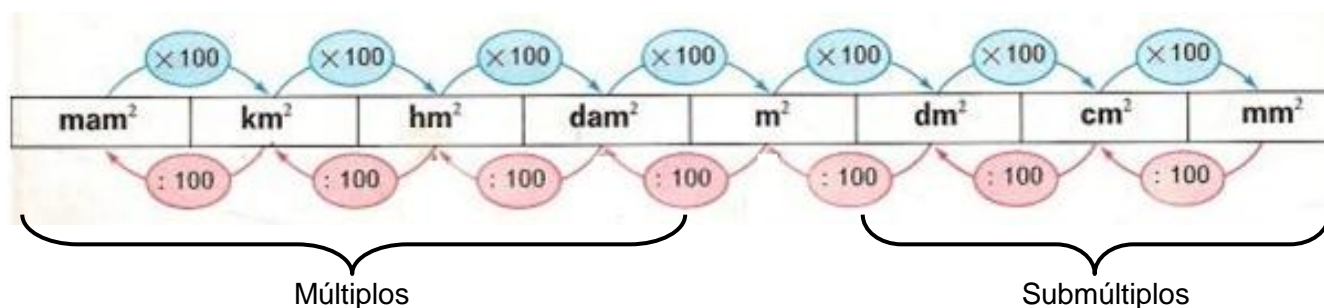 ×100 ×100 ×100 ×100 ×100 ×100 ×100
mam² km² hm² dam² m² dm² cm² mm²
: 100 : 100 : 100 : 100 : 100 : 100 : 100
Múltiplos Submúltiplos